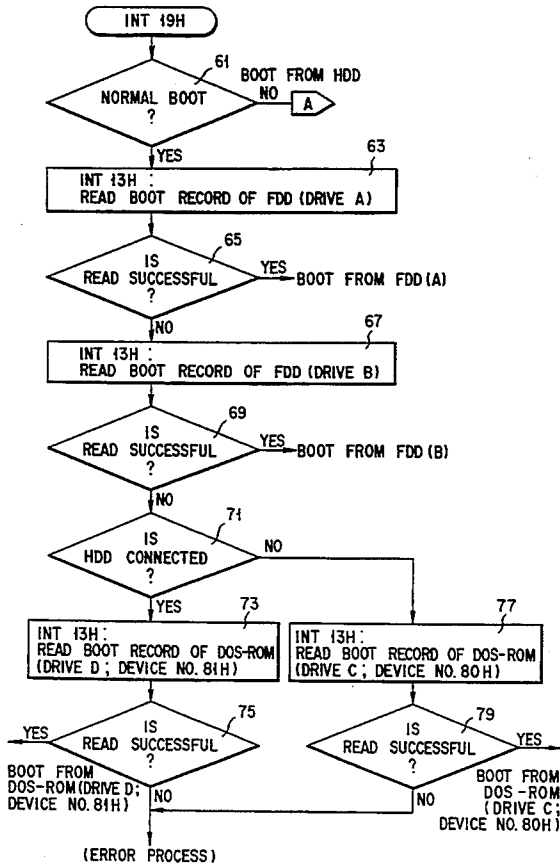 INT 19H
61
NORMAL BOOT
?
BOOT FROM HDD
NO
A
YES
63
INT 13H :
READ BOOT RECORD OF FDD (DRIVE A)
65
IS
READ SUCCESSFUL
?
YES
BOOT FROM FDD(A)
NO
67
INT 13H :
READ BOOT RECORD OF FDD (DRIVE B)
69
IS
READ SUCCESSFUL
?
YES
BOOT FROM FDD(B)
NO
71
IS
HDD CONNECTED
?
NO
YES
73
INT 13H :
READ BOOT RECORD OF DOS-ROM
(DRIVE D ; DEVICE NO. 81H)
77
INT 13H :
READ BOOT RECORD OF DOS-ROM
(DRIVE C ; DEVICE NO. 80H)
75
IS
READ SUCCESSFUL
?
YES
BOOT FROM
DOS-ROM(DRIVE D;
DEVICE NO. 81H)
NO
79
IS
READ SUCCESSFUL
?
YES
BOOT FROM
DOS-ROM
(DRIVE C;
DEVICE NO. 80H)
NO
(ERROR PROCESS)